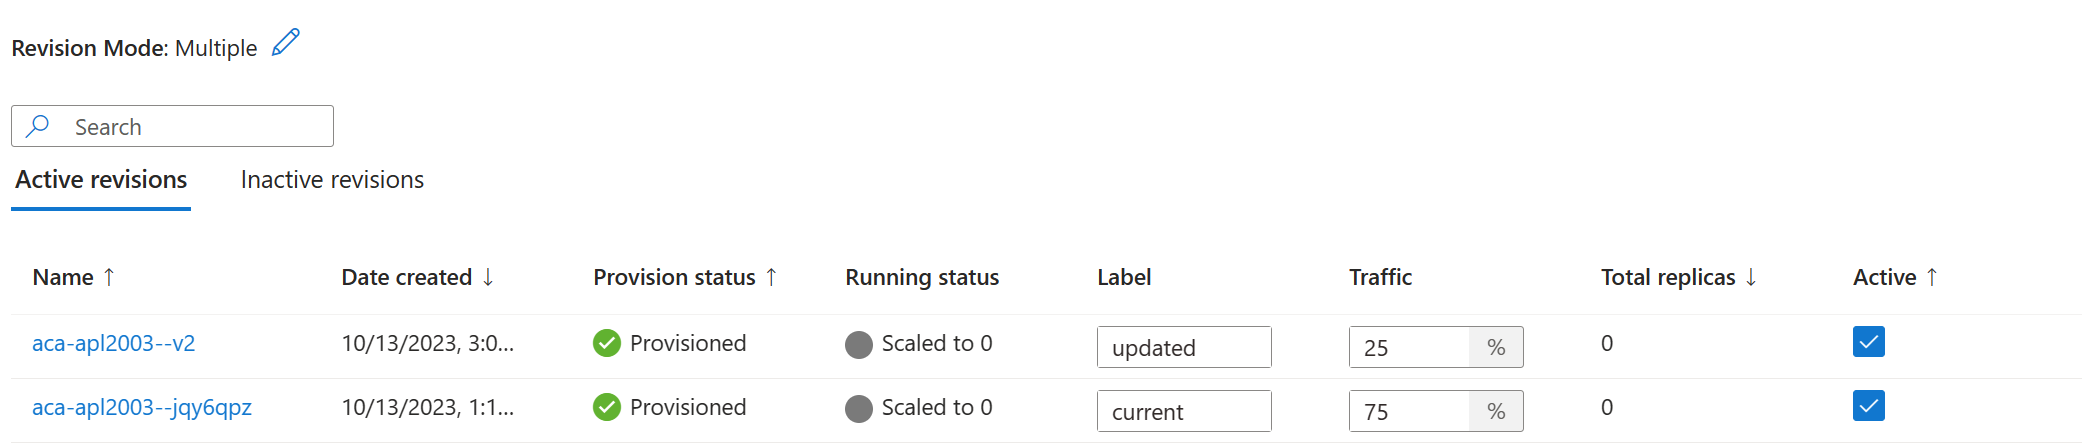 Revision Mode: Multiple
Search
Active revisions Inactive revisions
Name ↑ Date created ↓ Provision status ↑ Running status Label Traffic Total replicas ↓ Active ↑
aca-apl2003--v2 10/13/2023, 3:0... Provisioned Scaled to 0 updated 25 % 0
aca-apl2003--jqy6qpz 10/13/2023, 1:1... Provisioned Scaled to 0 current 75 % 0